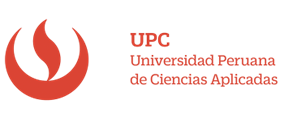 UPC
Universidad Peruana
de Ciencias Aplicadas